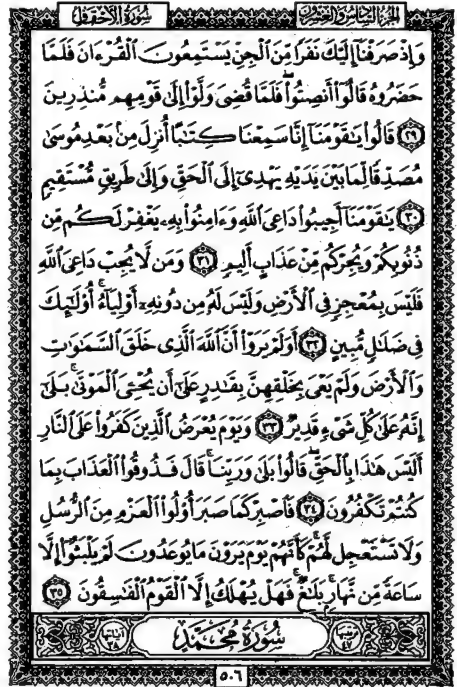 الجزء السادس والعشرون سورة الأحقاف
وَإِذْ صَرَفْنَآ إِلَيْكَ نَفَرًا مِّنَ ٱلْجِنِّ يَسْتَمِعُونَ ٱلْقُرْءَانَ فَلَمَّا
حَضَرُوهُ قَالُوٓا۟ أَنصِتُوا۟ ۖ فَلَمَّا قُضِىَ وَلَّوْا۟ إِلَىٰ قَوْمِهِم مُّنذِرِينَ
٢٩ قَالُوا۟ يَٰقَوْمَنَآ إِنَّا سَمِعْنَا كِتَٰبًا أُنزِلَ مِنۢ بَعْدِ مُوسَىٰ
مُصَدِّقًا لِّمَا بَيْنَ يَدَيْهِ يَهْدِىٓ إِلَى ٱلْحَقِّ وَإِلَىٰ طَرِيقٍ مُّسْتَقِيمٍ
٣٠ يَٰقَوْمَنَآ أَجِيبُوا۟ دَاعِىَ ٱللَّهِ وَءَامِنُوا۟ بِهِۦ يَغْفِرْ لَكُم مِّن
ذُنُوبِكُمْ وَيُجِرْكُم مِّنْ عَذَابٍ أَلِيمٍ ٣١ وَمَن لَّا يُجِبْ دَاعِىَ ٱللَّهِ
فَلَيْسَ بِمُعْجِزٍ فِى ٱلْأَرْضِ وَلَيْسَ لَهُۥ مِن دُونِهِۦٓ أَوْلِيَآءُ ۚ أُو۟لَٰٓئِكَ
فِى ضَلَٰلٍ مُّبِينٍ ٣٢ أَوَلَمْ يَرَوْا۟ أَنَّ ٱللَّهَ ٱلَّذِى خَلَقَ ٱلسَّمَٰوَٰتِ
وَٱلْأَرْضَ وَلَمْ يَعْىَ بِخَلْقِهِنَّ بِقَٰدِرٍ عَلَىٰٓ أَن يُحْۦِىَ ٱلْمَوْتَىٰ ۚ بَلَىٰٓ
إِنَّهُۥ عَلَىٰ كُلِّ شَىْءٍ قَدِيرٌ ٣٣ وَيَوْمَ يُعْرَضُ ٱلَّذِينَ كَفَرُوا۟ عَلَى ٱلنَّارِ
أَلَيْسَ هَٰذَا بِٱلْحَقِّ ۖ قَالُوا۟ بَلَىٰ وَرَبِّنَا ۚ قَالَ فَذُوقُوا۟ ٱلْعَذَابَ بِمَا
كُنتُمْ تَكْفُرُونَ ٣٤ فَٱصْبِرْ كَمَا صَبَرَ أُو۟لُوا۟ ٱلْعَزْمِ مِنَ ٱلرُّسُلِ
وَلَا تَسْتَعْجِل لَّهُمْ ۚ كَأَنَّهُمْ يَوْمَ يَرَوْنَ مَا يُوعَدُونَ لَمْ يَلْبَثُوٓا۟ إِلَّا
سَاعَةً مِّن نَّهَارٍۭ ۚ بَلَٰغٌ ۚ فَهَلْ يُهْلَكُ إِلَّا ٱلْقَوْمُ ٱلْفَٰسِقُونَ ٣٥
ترتيبها ٤٧ سُورَةُ مُحَمَّدٍ آياتها ٣٨
٥٠٦